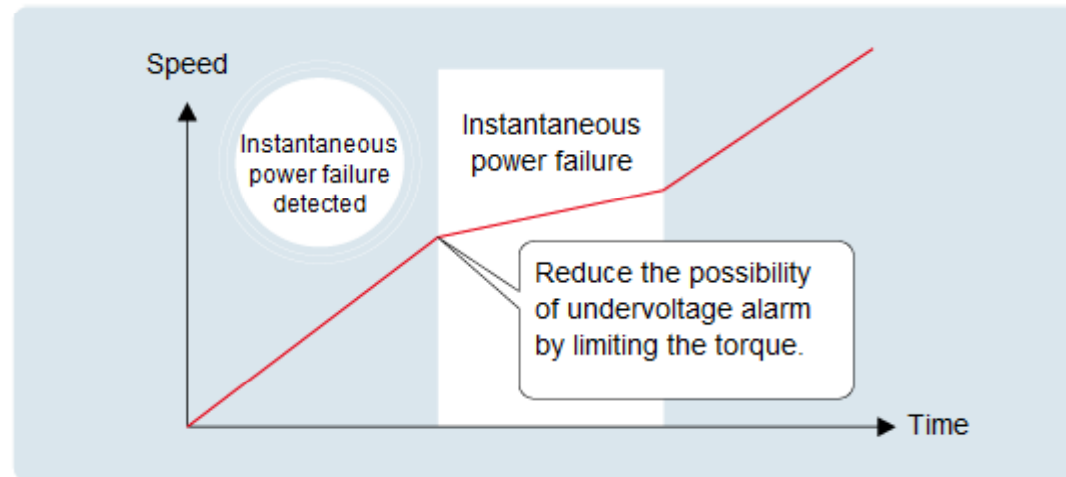 Speed
Instantaneous
power failure
detected
Instantaneous
power failure
Reduce the possibility
of undervoltage alarm
by limiting the torque.
Time